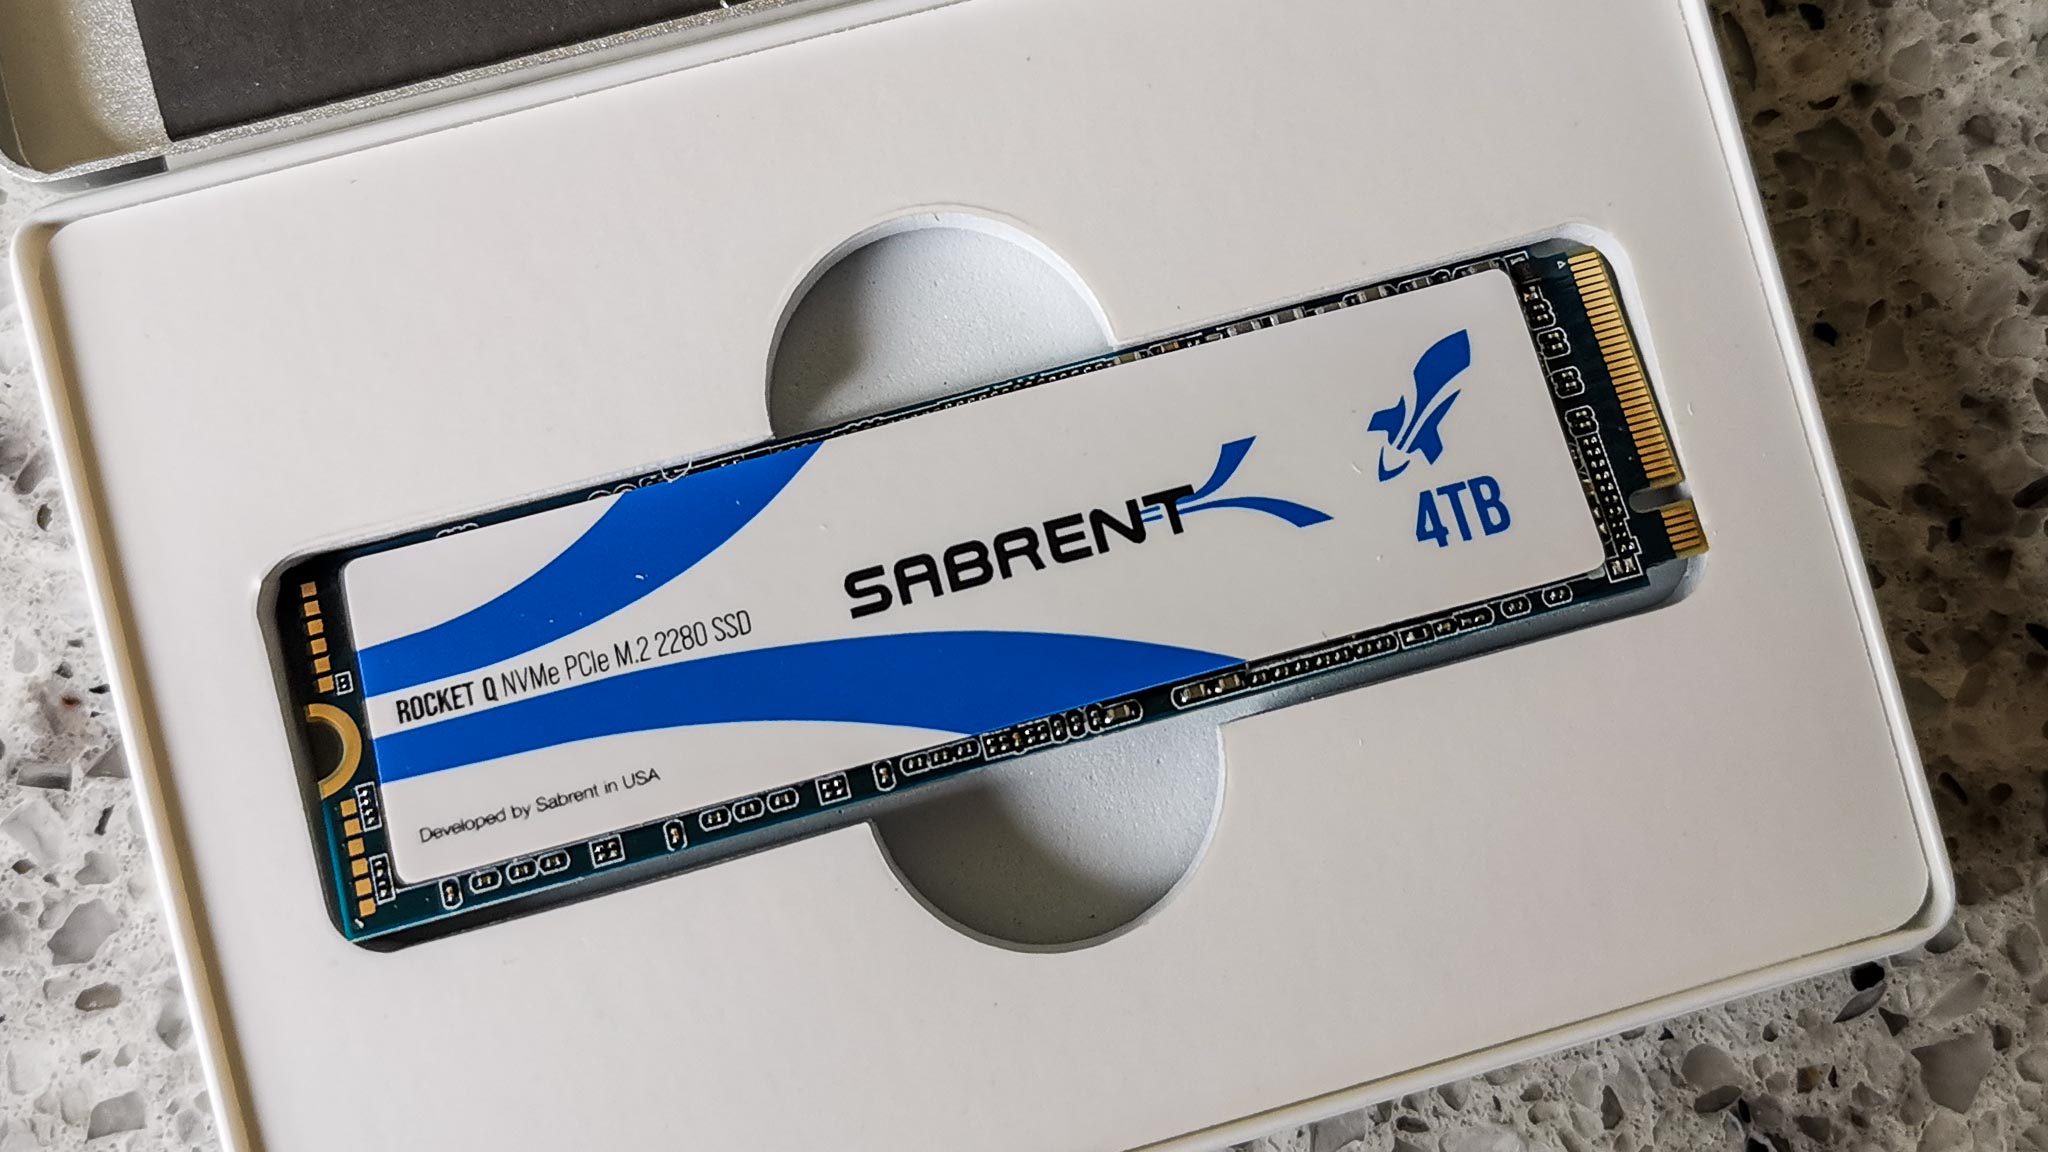 SABRENT
4TB
ROCKET Q NVMe PCIe M.2 2280 SSD
Developed by Sabrent in USA